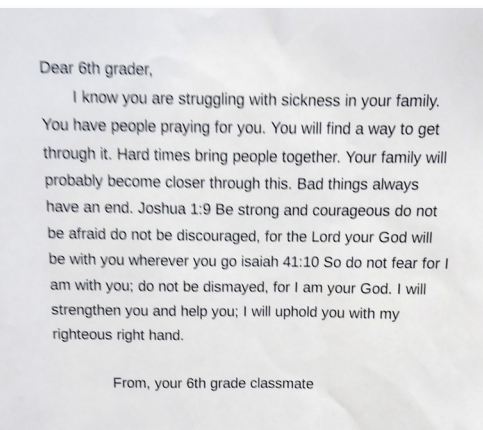 Dear 6th grader,
I know you are struggling with sickness in your family.
You have people praying for you. You will find a way to get
through it. Hard times bring people together. Your family will
probably become closer through this. Bad things always
have an end. Joshua 1:9 Be strong and courageous do not
be afraid do not be discouraged, for the Lord your God will
be with you wherever you go isaiah 41:10 So do not fear for I
am with you; do not be dismayed, for I am your God. I will
strengthen you and help you; I will uphold you with my
righteous right hand.
From, your 6th grade classmate